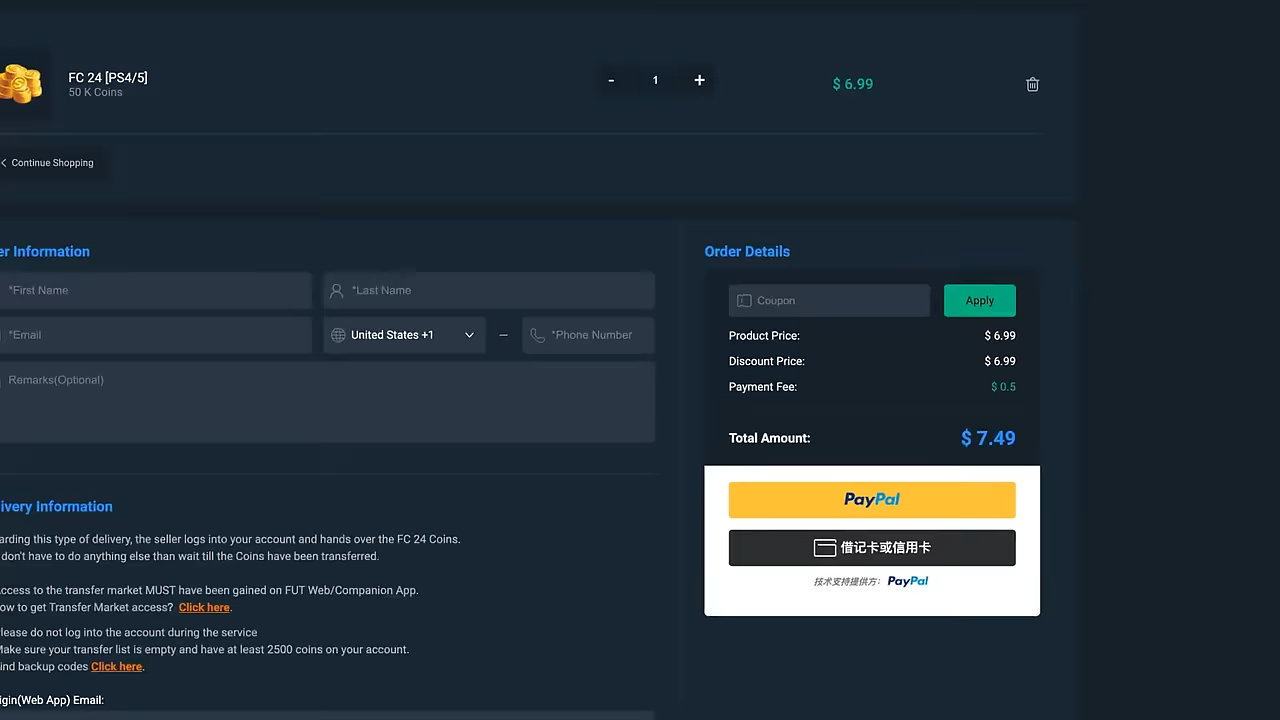 FC 24 [PS4/5]
50 K Coins
- 1 +
$ 6.99
Continue Shopping
er Information
*First Name
*Last Name
*Email
United States +1
*Phone Number
Remarks(Optional)
ivery Information
arding this type of delivery, the seller logs into your account and hands over the FC 24 Coins.
don't have to do anything else than wait till the Coins have been transferred.
ccess to the transfer market MUST have been gained on FUT Web/Companion App.
ow to get Transfer Market access? Click here.
lease do not log into the account during the service
Make sure your transfer list is empty and have at least 2500 coins on your account.
ind backup codes Click here.
igin(Web App) Email:
Order Details
Coupon
Apply
Product Price: $ 6.99
Discount Price: $ 6.99
Payment Fee: $ 0.5
Total Amount: $ 7.49
PayPal
借记卡或信用卡
技术支持提供方: PayPal